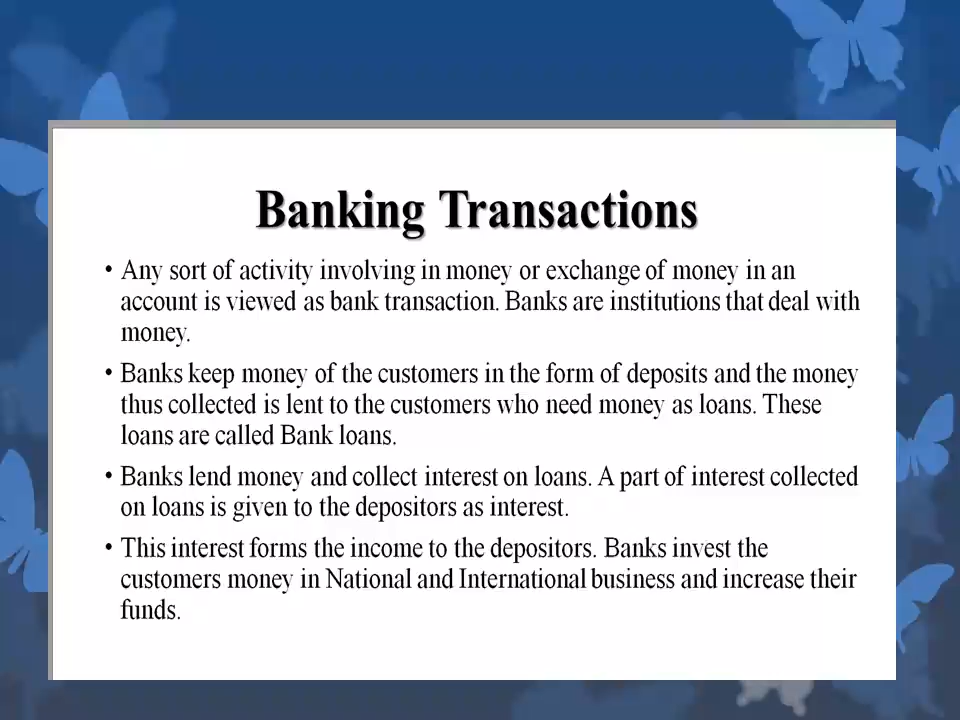 Banking Transactions
• Any sort of activity involving in money or exchange of money in an
account is viewed as bank transaction. Banks are institutions that deal with
money.
• Banks keep money of the customers in the form of deposits and the money
thus collected is lent to the customers who need money as loans. These
loans are called Bank loans.
• Banks lend money and collect interest on loans. A part of interest collected
on loans is given to the depositors as interest.
• This interest forms the income to the depositors. Banks invest the
customers money in National and International business and increase their
funds.